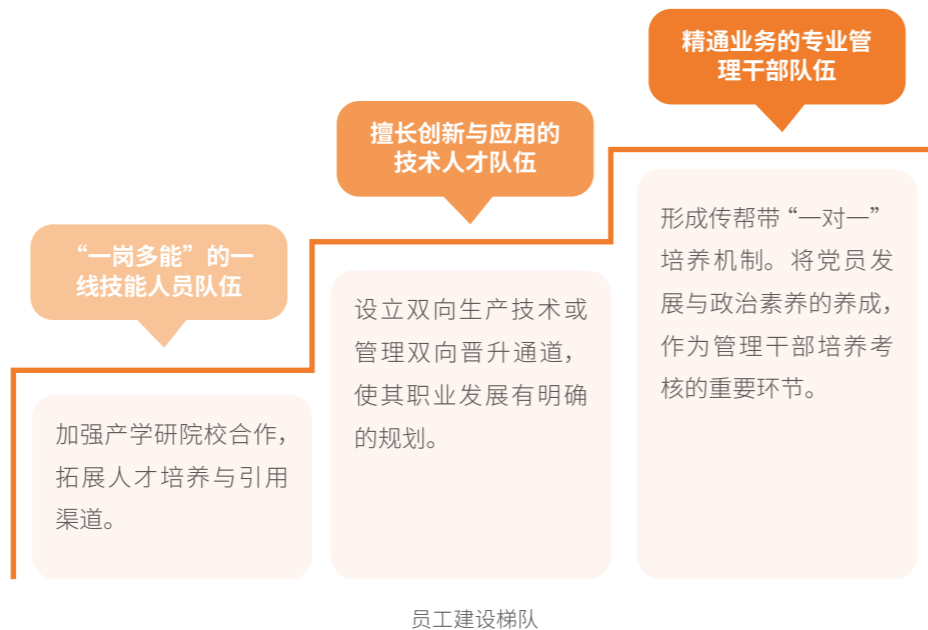 精通业务的专业管
理干部队伍
擅长创新与应用的
技术人才队伍
“一岗多能”的一
线技能人员队伍
加强产学研院校合作，
拓展人才培养与引用
渠道。
设立双向生产技术或
管理双向晋升通道，
使其职业发展有明确
的规划。
形成传帮带“一对一”
培养机制。将党员发
展与政治素养的养成，
作为管理干部培养考
核的重要环节。
员工建设梯队